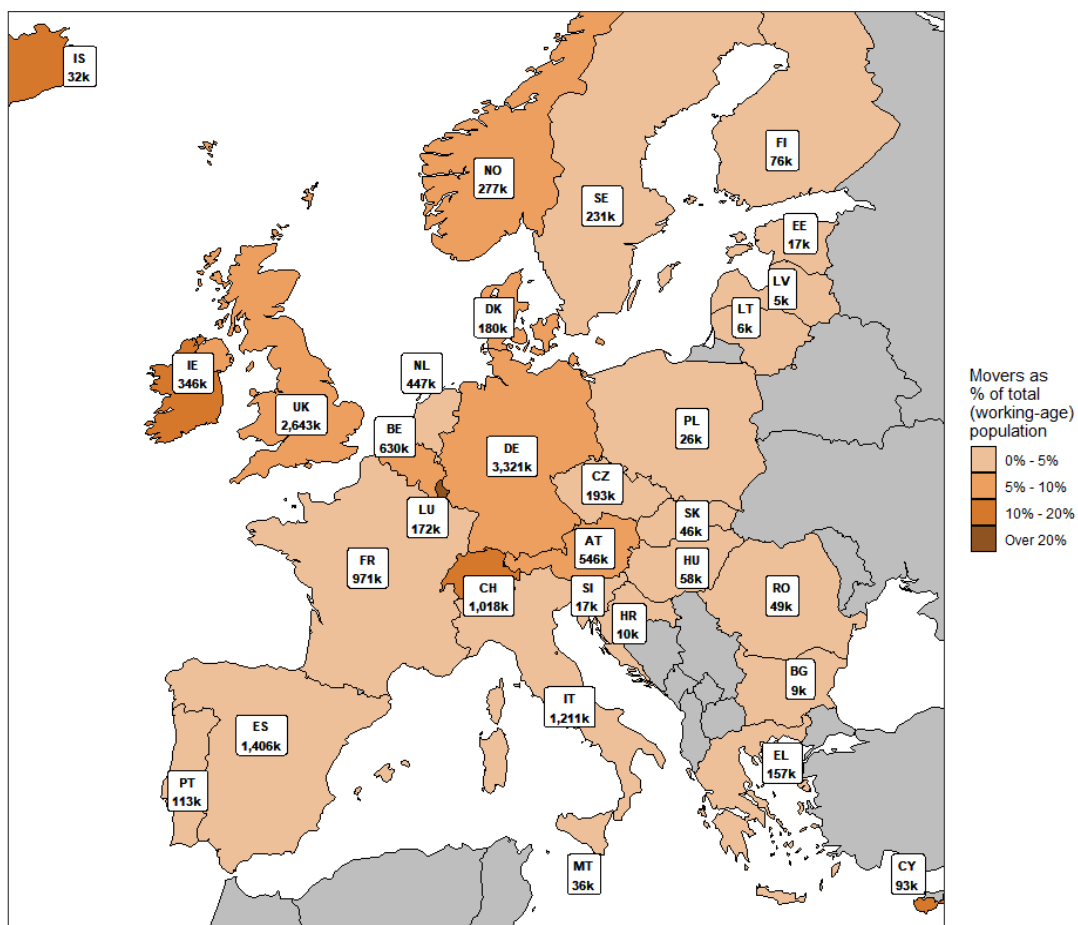 IS
32k
FI
76k
NO
277k
SE
231k
EE
17k
LV
5k
DK
180k
LT
6k
IE
346k
NL
447k
UK
2,643k
BE
630k
PL
26k
DE
3,321k
CZ
193k
LU
172k
SK
46k
AT
546k
FR
971k
HU
58k
CH
1,018k
SI
17k
RO
49k
HR
10k
BG
9k
IT
1,211k
ES
1,406k
EL
157k
PT
113k
MT
36k
CY
93k
Movers as
% of total
(working-age)
population
0% - 5%
5% - 10%
10% - 20%
Over 20%